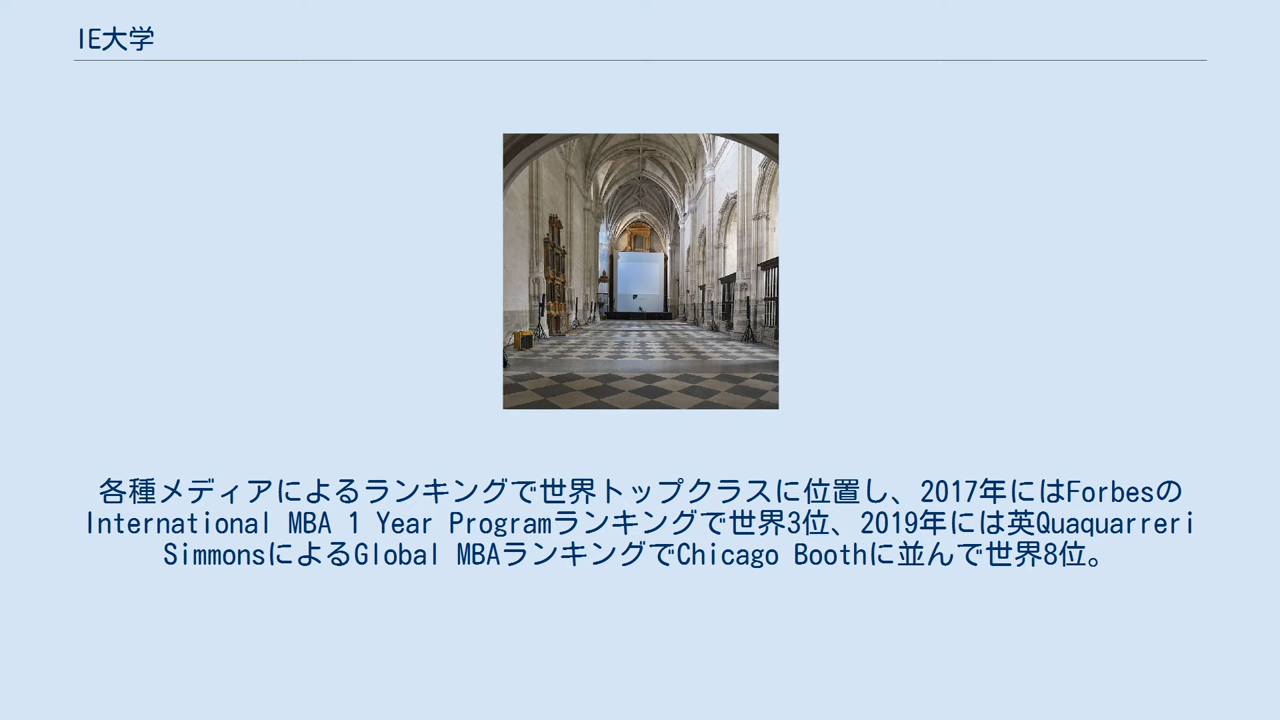 IE大学
各種メディアによるランキングで世界トップクラスに位置し、2017年にはForbesの
International MBA 1 Year Programランキングで世界3位、2019年には英Quaquarreri
SimmonsによるGlobal MBAランキングでChicago Boothに並んで世界8位。